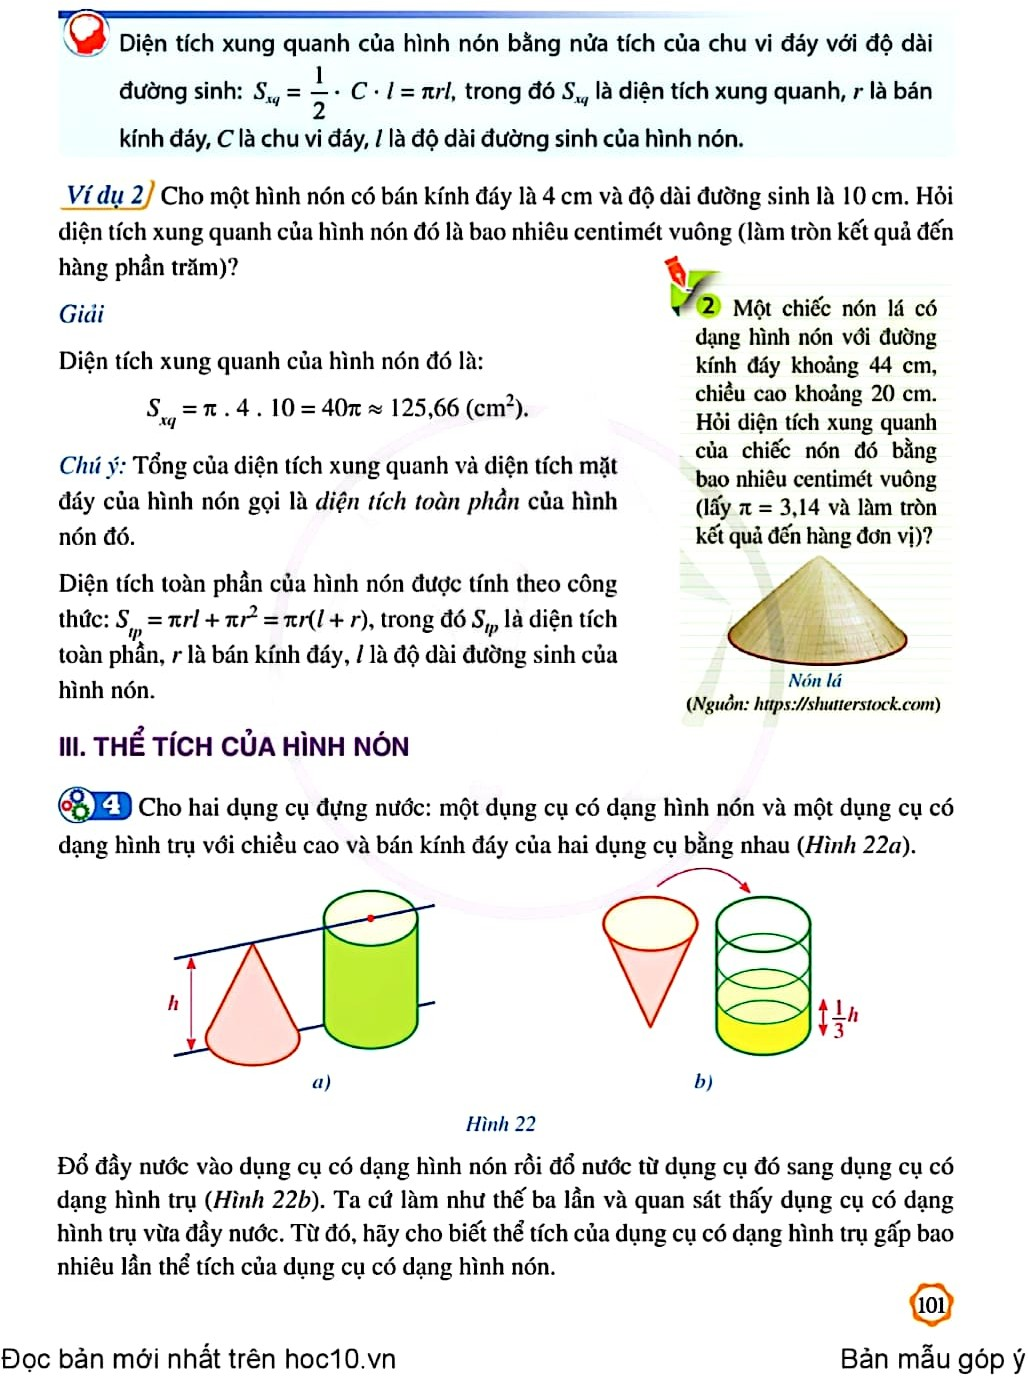 Diện tích xung quanh của hình nón bằng nửa tích của chu vi đáy với độ dài
đường sinh: Sxq = 1/2 · C · l = πrl, trong đó Sxq là diện tích xung quanh, r là bán
kính đáy, C là chu vi đáy, l là độ dài đường sinh của hình nón.
Ví dụ 2 Cho một hình nón có bán kính đáy là 4 cm và độ dài đường sinh là 10 cm. Hỏi
diện tích xung quanh của hình nón đó là bao nhiêu centimét vuông (làm tròn kết quả đến
hàng phần trăm)?
Giải
Diện tích xung quanh của hình nón đó là:
Sxq = π . 4 . 10 = 40π ≈ 125,66 (cm²).
Chú ý: Tổng của diện tích xung quanh và diện tích mặt
đáy của hình nón gọi là diện tích toàn phần của hình
nón đó.
Diện tích toàn phần của hình nón được tính theo công
thức: Stp = πrl + πr² = πr(l + r), trong đó Stp là diện tích
toàn phần, r là bán kính đáy, l là độ dài đường sinh của
hình nón.
2 Một chiếc nón lá có
dạng hình nón với đường
kính đáy khoảng 44 cm,
chiều cao khoảng 20 cm.
Hỏi diện tích xung quanh
của chiếc nón đó bằng
bao nhiêu centimét vuông
(lấy π = 3,14 và làm tròn
kết quả đến hàng đơn vị)?
Nón lá
(Nguồn: https://shutterstock.com)
III. THỂ TÍCH CỦA HÌNH NÓN
4 Cho hai dụng cụ đựng nước: một dụng cụ có dạng hình nón và một dụng cụ có
dạng hình trụ với chiều cao và bán kính đáy của hai dụng cụ bằng nhau (Hình 22a).
h
1/3 h
a)
b)
Hình 22
Đổ đầy nước vào dụng cụ có dạng hình nón rồi đổ nước từ dụng cụ đó sang dụng cụ có
dạng hình trụ (Hình 22b). Ta cứ làm như thế ba lần và quan sát thấy dụng cụ có dạng
hình trụ vừa đầy nước. Từ đó, hãy cho biết thể tích của dụng cụ có dạng hình trụ gấp bao
nhiêu lần thể tích của dụng cụ có dạng hình nón.
101
Đọc bản mới nhất trên hoc10.vn
Bản mẫu góp ý